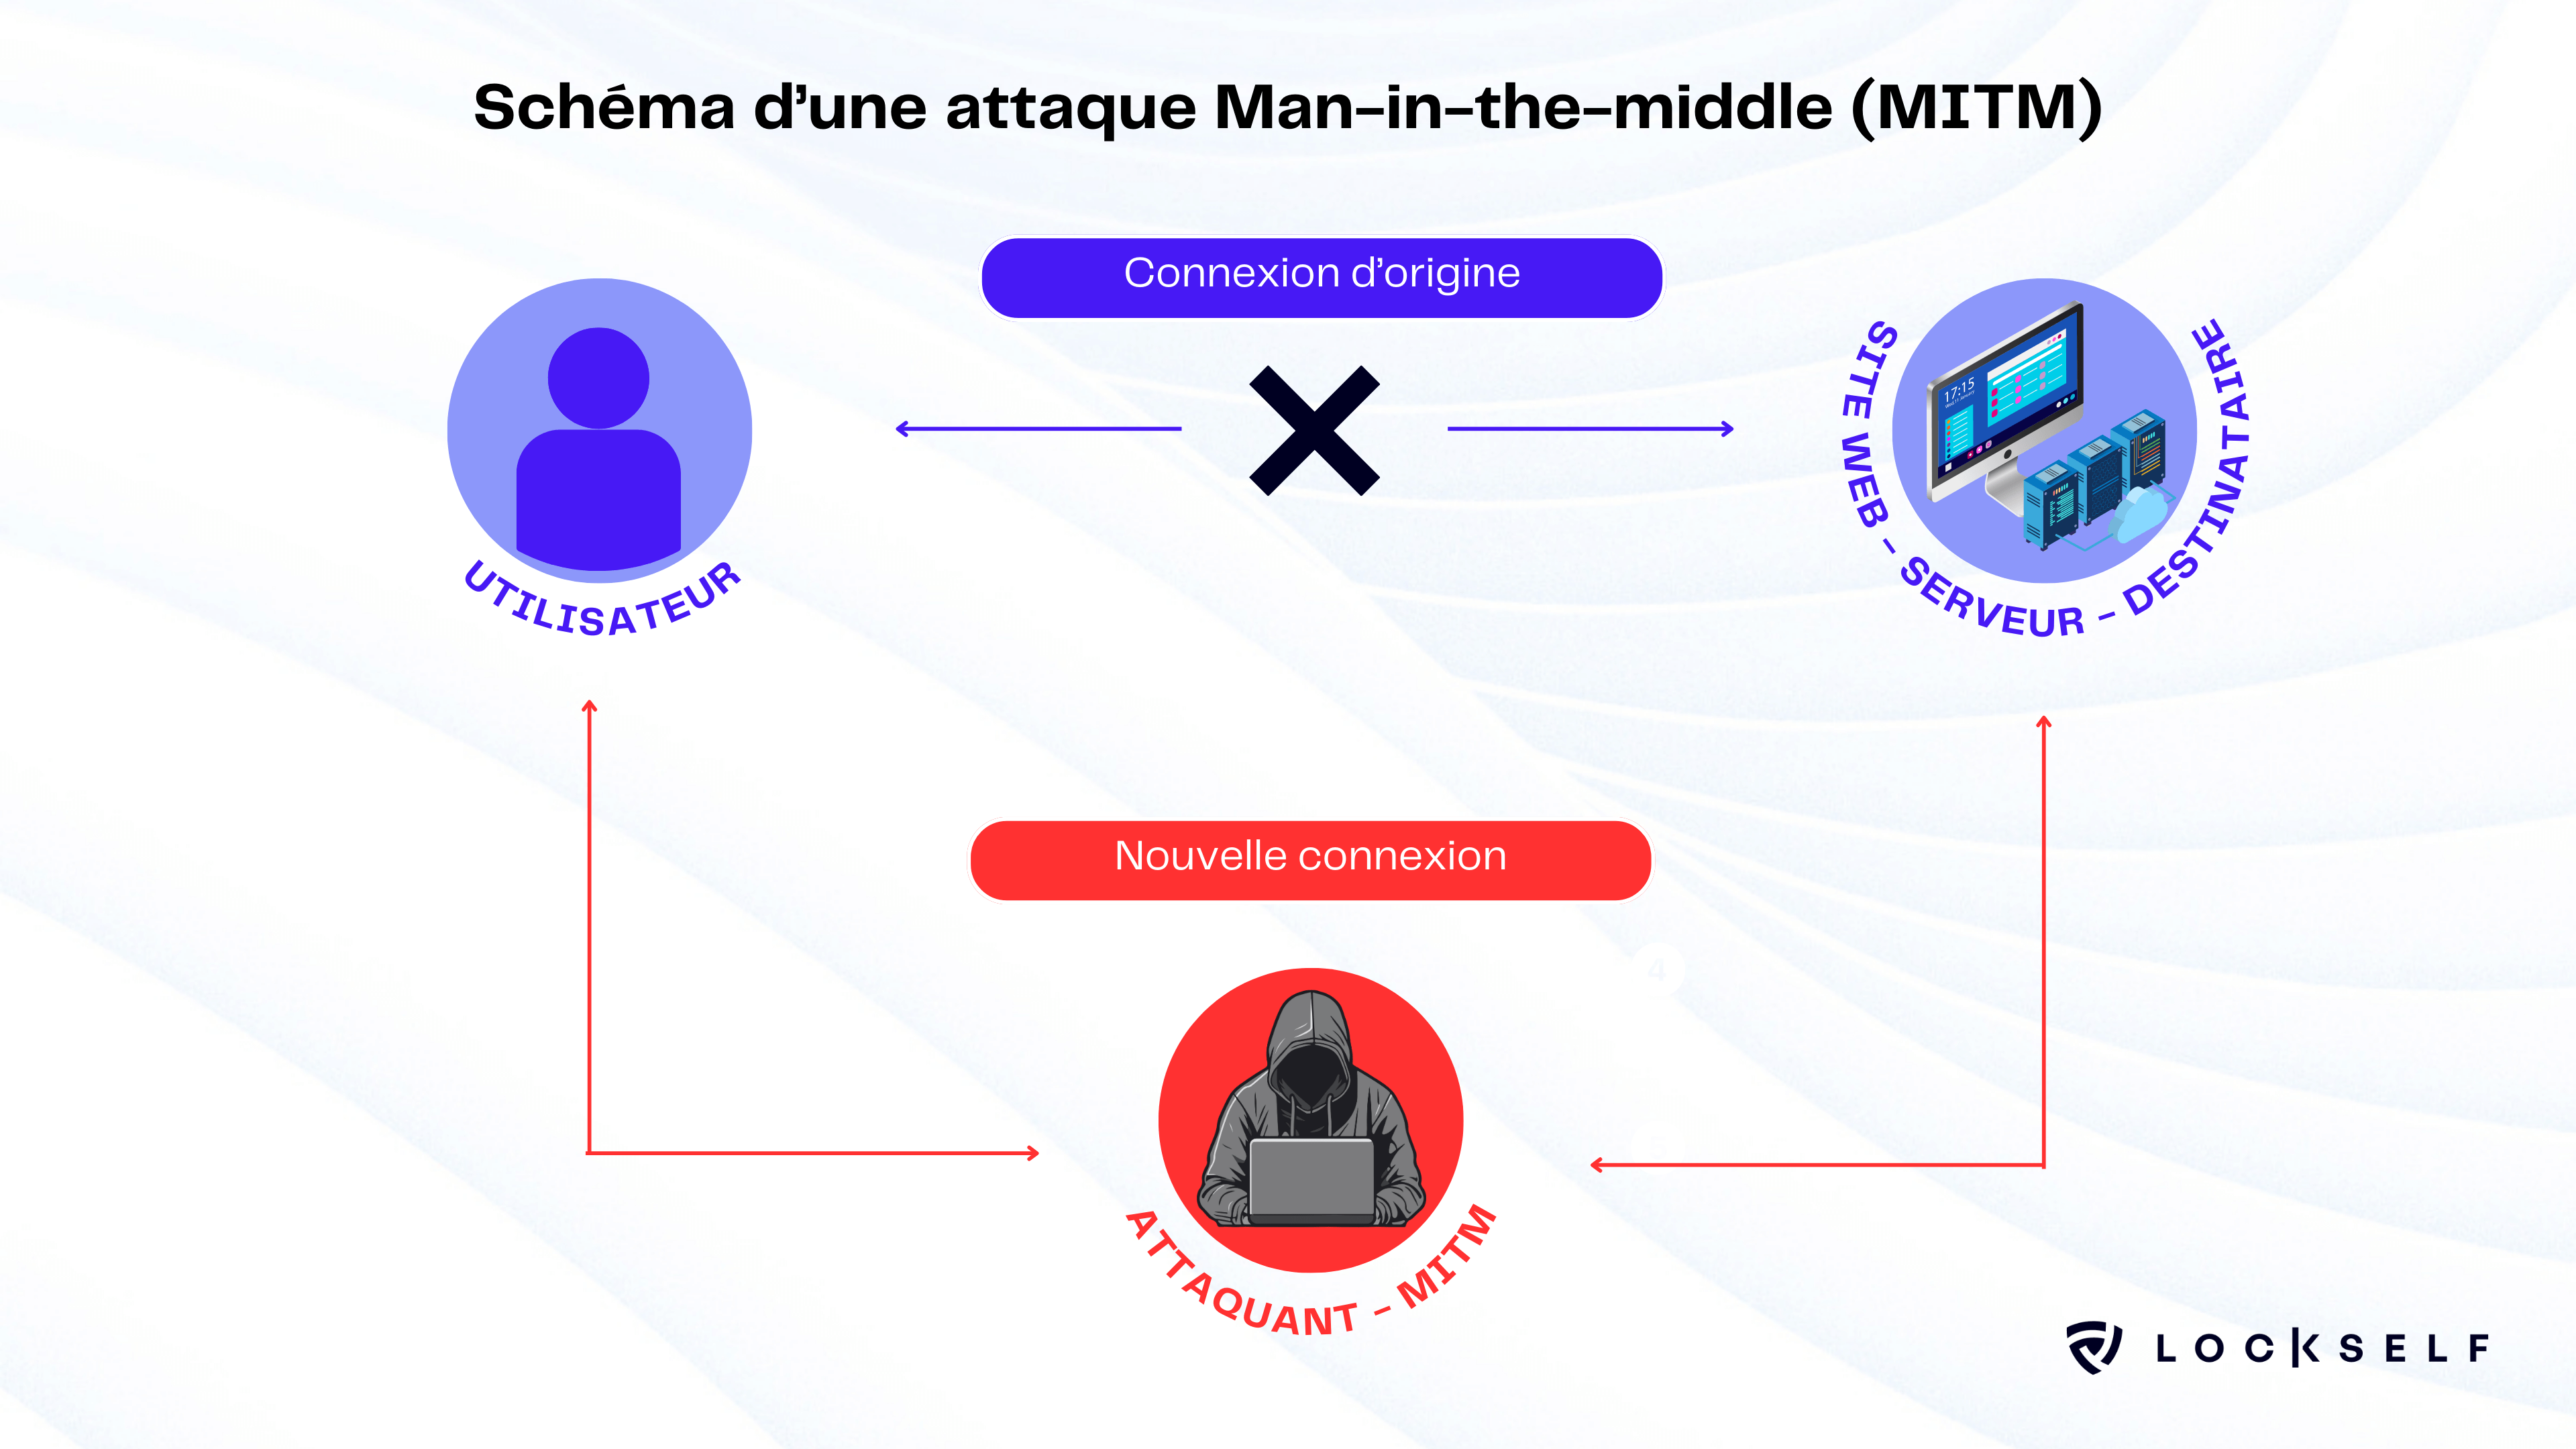 Schéma d’une attaque Man-in-the-middle (MITM)
Connexion d’origine
UTILISATEUR
17:15
SITE WEB - SERVEUR - DESTINATAIRE
Nouvelle connexion
4
ATTAQUANT - MITM
LOCKSELF